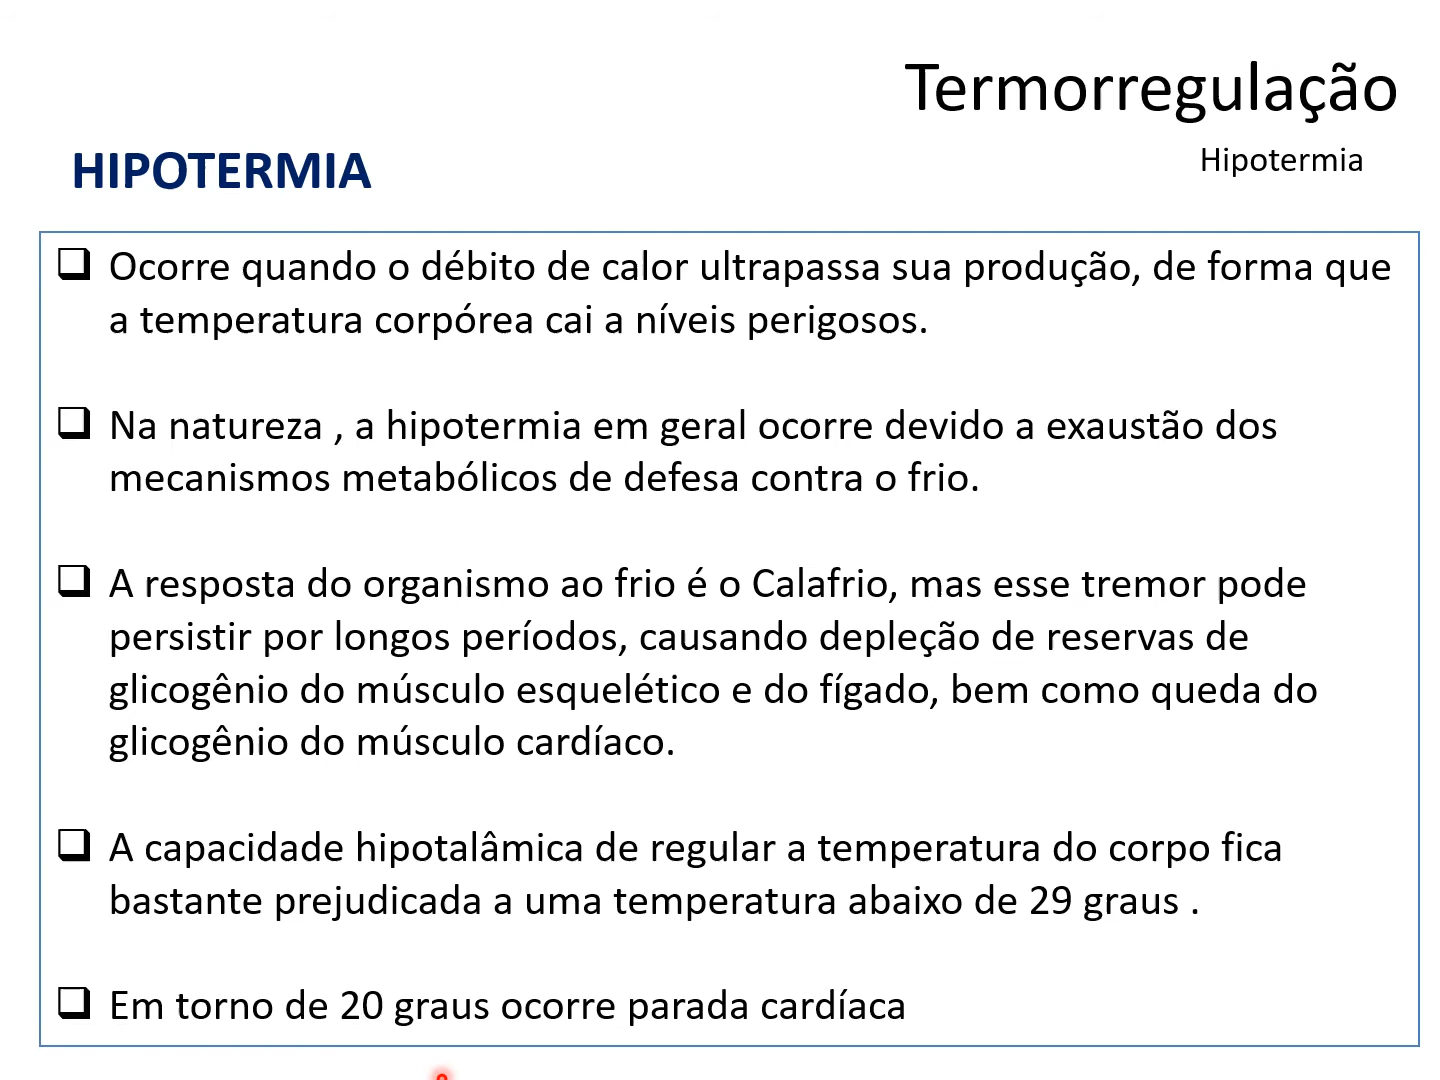 Termorregulação
Hipotermia
HIPOTERMIA
Ocorre quando o débito de calor ultrapassa sua produção, de forma que
a temperatura corpórea cai a níveis perigosos.
Na natureza , a hipotermia em geral ocorre devido a exaustão dos
mecanismos metabólicos de defesa contra o frio.
A resposta do organismo ao frio é o Calafrio, mas esse tremor pode
persistir por longos períodos, causando depleção de reservas de
glicogênio do músculo esquelético e do fígado, bem como queda do
glicogênio do músculo cardíaco.
A capacidade hipotalâmica de regular a temperatura do corpo fica
bastante prejudicada a uma temperatura abaixo de 29 graus .
Em torno de 20 graus ocorre parada cardíaca